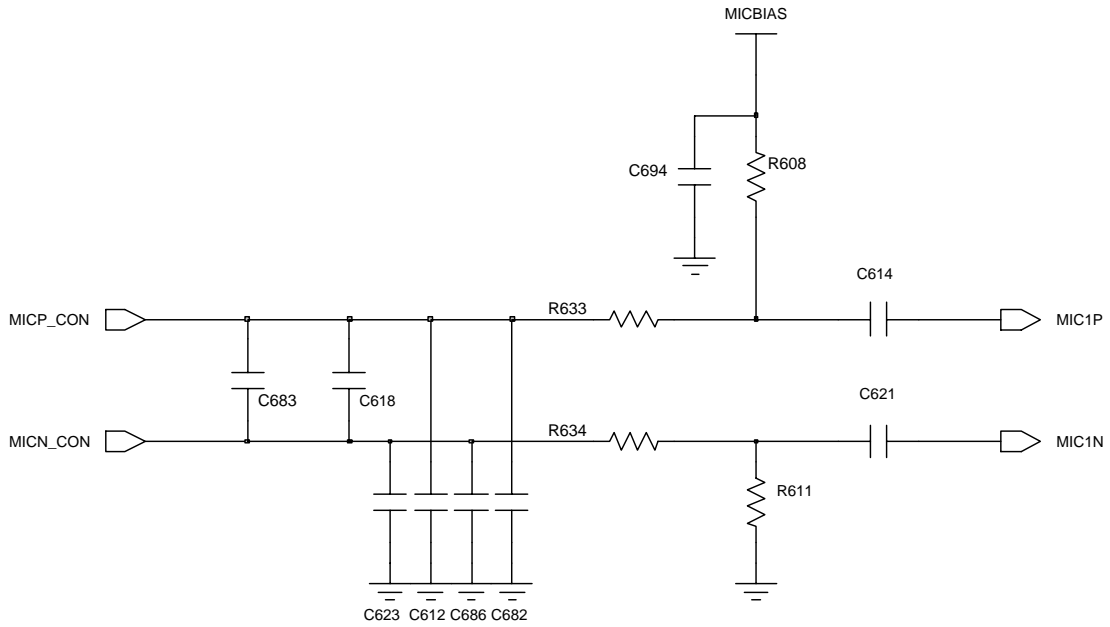 MICBIAS
C694
R608
C614
MICP_CON
R633
MIC1P
C683
C618
C621
MICN_CON
R634
MIC1N
R611
C623 C612 C686 C682